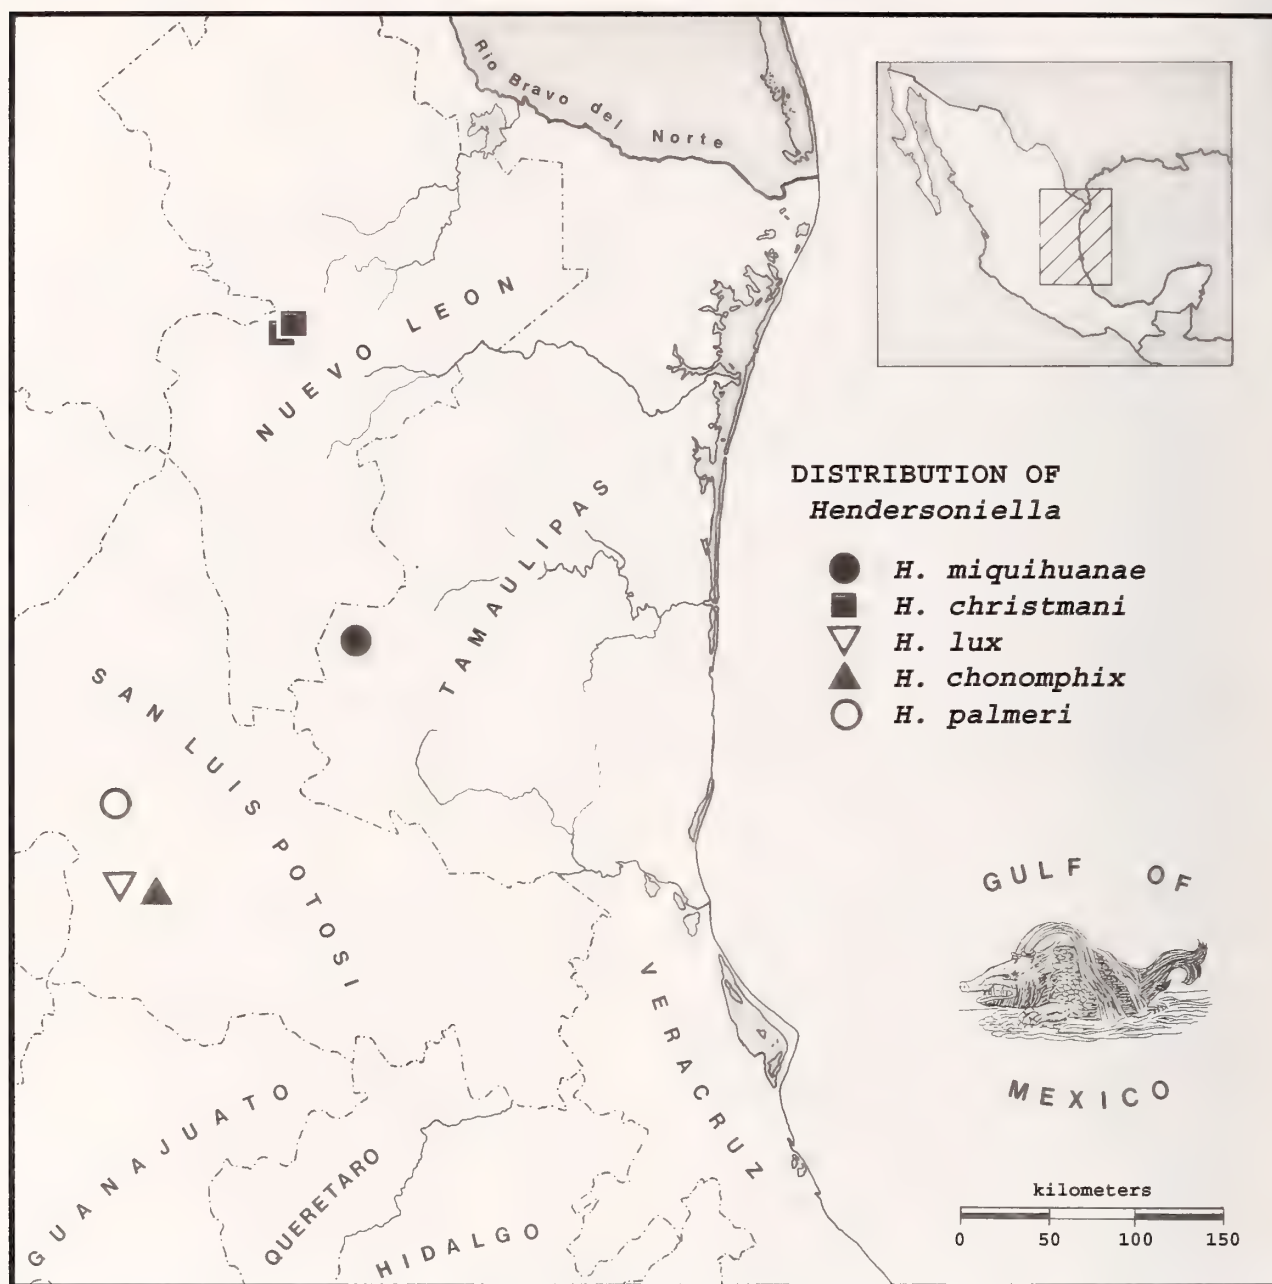 Rio Bravo del Norte
NUEVO LEON
TAMAULIPAS
SAN LUIS POTOSI
VERACRUZ
GUANAJUATO
QUERETARO
HIDALGO
DISTRIBUTION OF
Hendersoniella
H. miquihuanae
H. christmani
H. lux
H. chonomphix
H. palmeri
GULF OF
MEXICO
kilometers
0 50 100 150